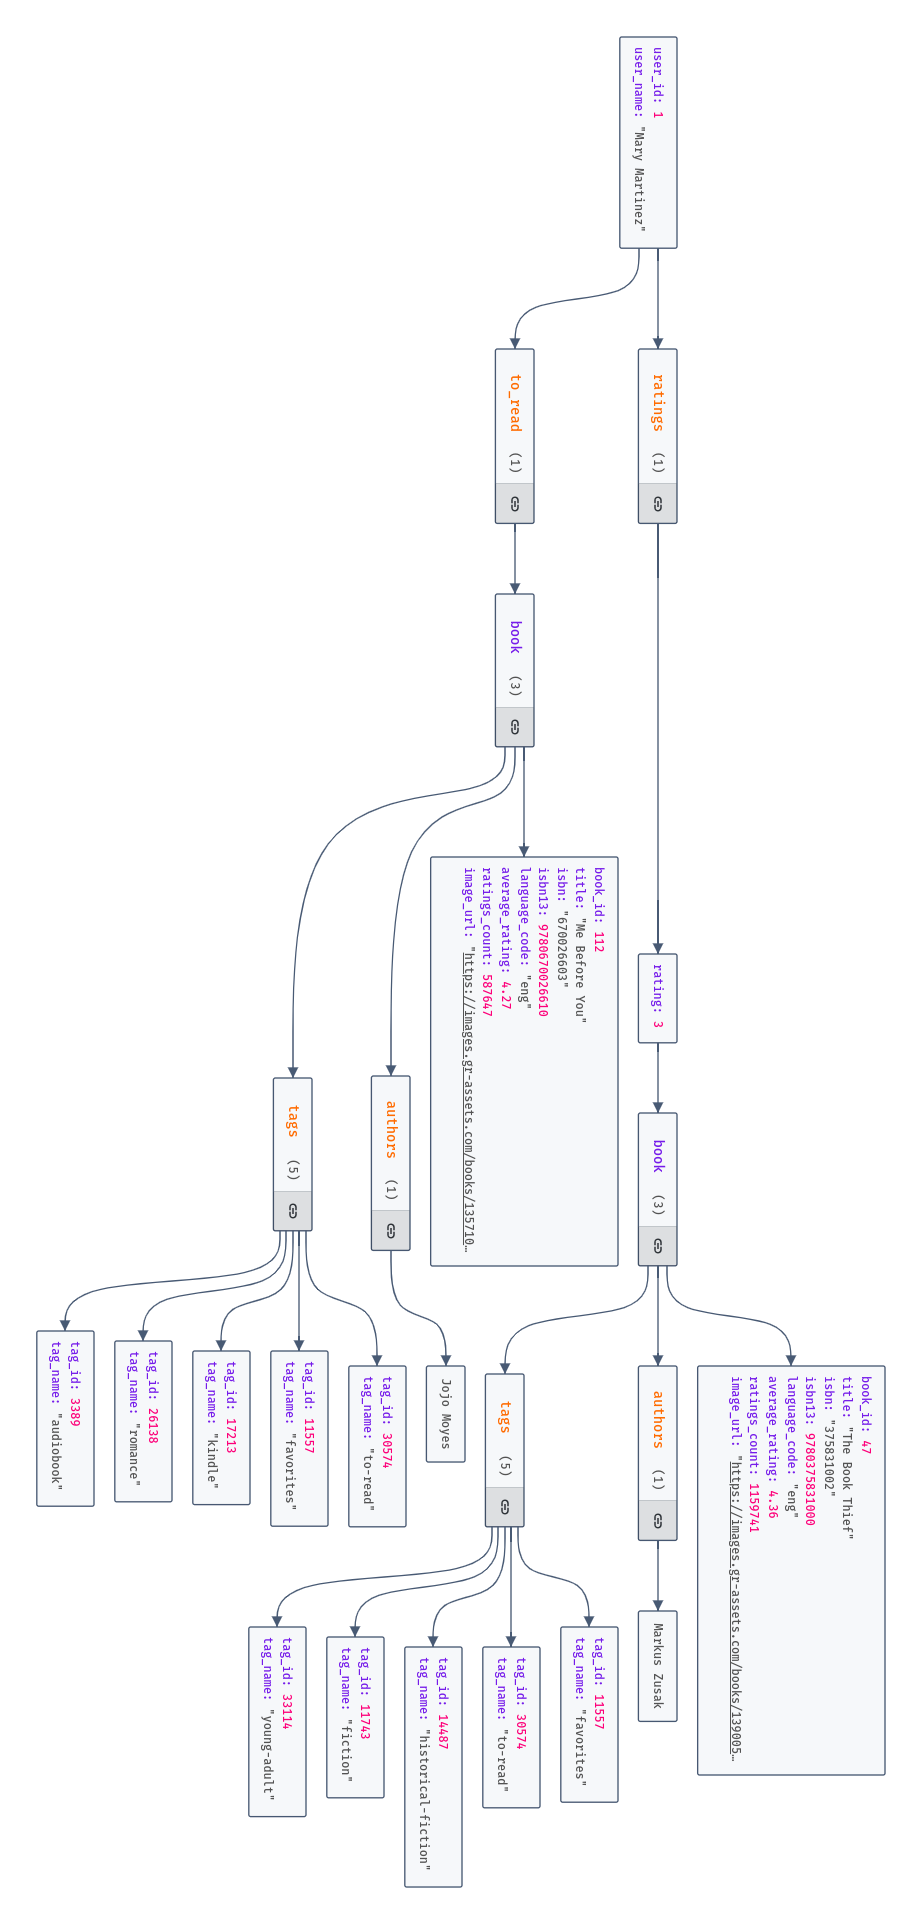 user_id: 1
user_name: "Mary Martinez"
ratings (1)
to_read (1)
rating: 3
book (3)
book_id: 47
title: "The Book Thief"
isbn: "375831002"
isbn13: 9780375831000
language_code: "eng"
average_rating: 4.36
ratings_count: 1159741
image_url: "https://images.gr-assets.com/books/139005…
authors (1)
Markus Zusak
tags (5)
tag_id: 11557
tag_name: "favorites"
tag_id: 30574
tag_name: "to-read"
tag_id: 14487
tag_name: "historical-fiction"
tag_id: 11743
tag_name: "fiction"
tag_id: 33114
tag_name: "young-adult"
book (3)
book_id: 112
title: "Me Before You"
isbn: "670026603"
isbn13: 9780670026610
language_code: "eng"
average_rating: 4.27
ratings_count: 587647
image_url: "https://images.gr-assets.com/books/135710…
authors (1)
Jojo Moyes
tags (5)
tag_id: 30574
tag_name: "to-read"
tag_id: 11557
tag_name: "favorites"
tag_id: 17213
tag_name: "kindle"
tag_id: 26138
tag_name: "romance"
tag_id: 3389
tag_name: "audiobook"